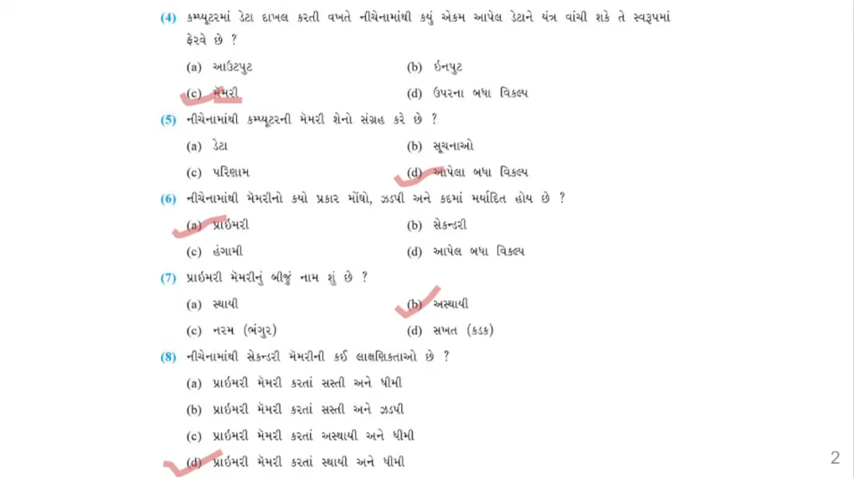 (4) કમ્પ્યૂટરમાં ડેટા દાખલ કરતી વખતે નીચેનામાંથી કયું એકમ આપેલ ડેટાને યંત્ર વાંચી શકે તે સ્વરૂપમાં
ફેરવે છે ?
(a) આઉટપુટ (b) ઇનપુટ
(c) મૅમરી (d) ઉપરના બધા વિકલ્પ
(5) નીચેનામાંથી કમ્પ્યૂટરની મૅમરી શેનો સંગ્રહ કરે છે ?
(a) ડેટા (b) સૂચનાઓ
(c) પરિણામ (d) આપેલા બધા વિકલ્પ
(6) નીચેનામાંથી મૅમરીનો કયો પ્રકાર મોંઘો, ઝડપી અને કદમાં મર્યાદિત હોય છે ?
(a) પ્રાઇમરી (b) સેકન્ડરી
(c) હંગામી (d) આપેલ બધા વિકલ્પ
(7) પ્રાઇમરી મૅમરીનું બીજું નામ શું છે ?
(a) સ્થાયી (b) અસ્થાયી
(c) નરમ (ભંગુર) (d) સખત (કડક)
(8) નીચેનામાંથી સેકન્ડરી મૅમરીની કઈ લાક્ષણિકતાઓ છે ?
(a) પ્રાઇમરી મૅમરી કરતાં સસ્તી અને ધીમી
(b) પ્રાઇમરી મૅમરી કરતાં સસ્તી અને ઝડપી
(c) પ્રાઇમરી મૅમરી કરતાં અસ્થાયી અને ધીમી
(d) પ્રાઇમરી મૅમરી કરતાં સ્થાયી અને ધીમી
2